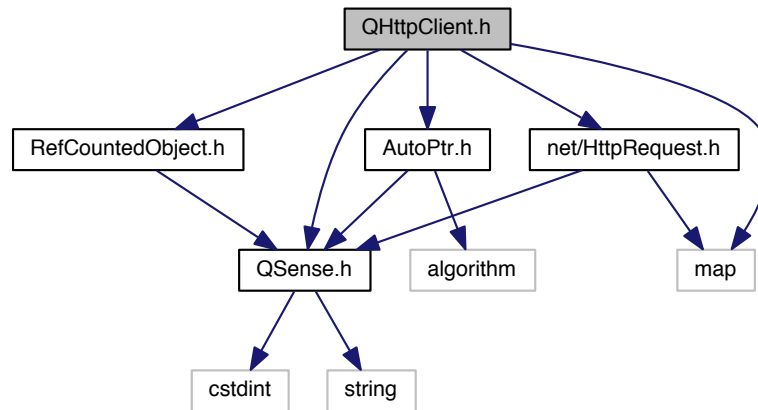 QHttpClient.h
RefCountedObject.h
AutoPtr.h
net/HttpRequest.h
QSense.h
algorithm
map
cstdint
string